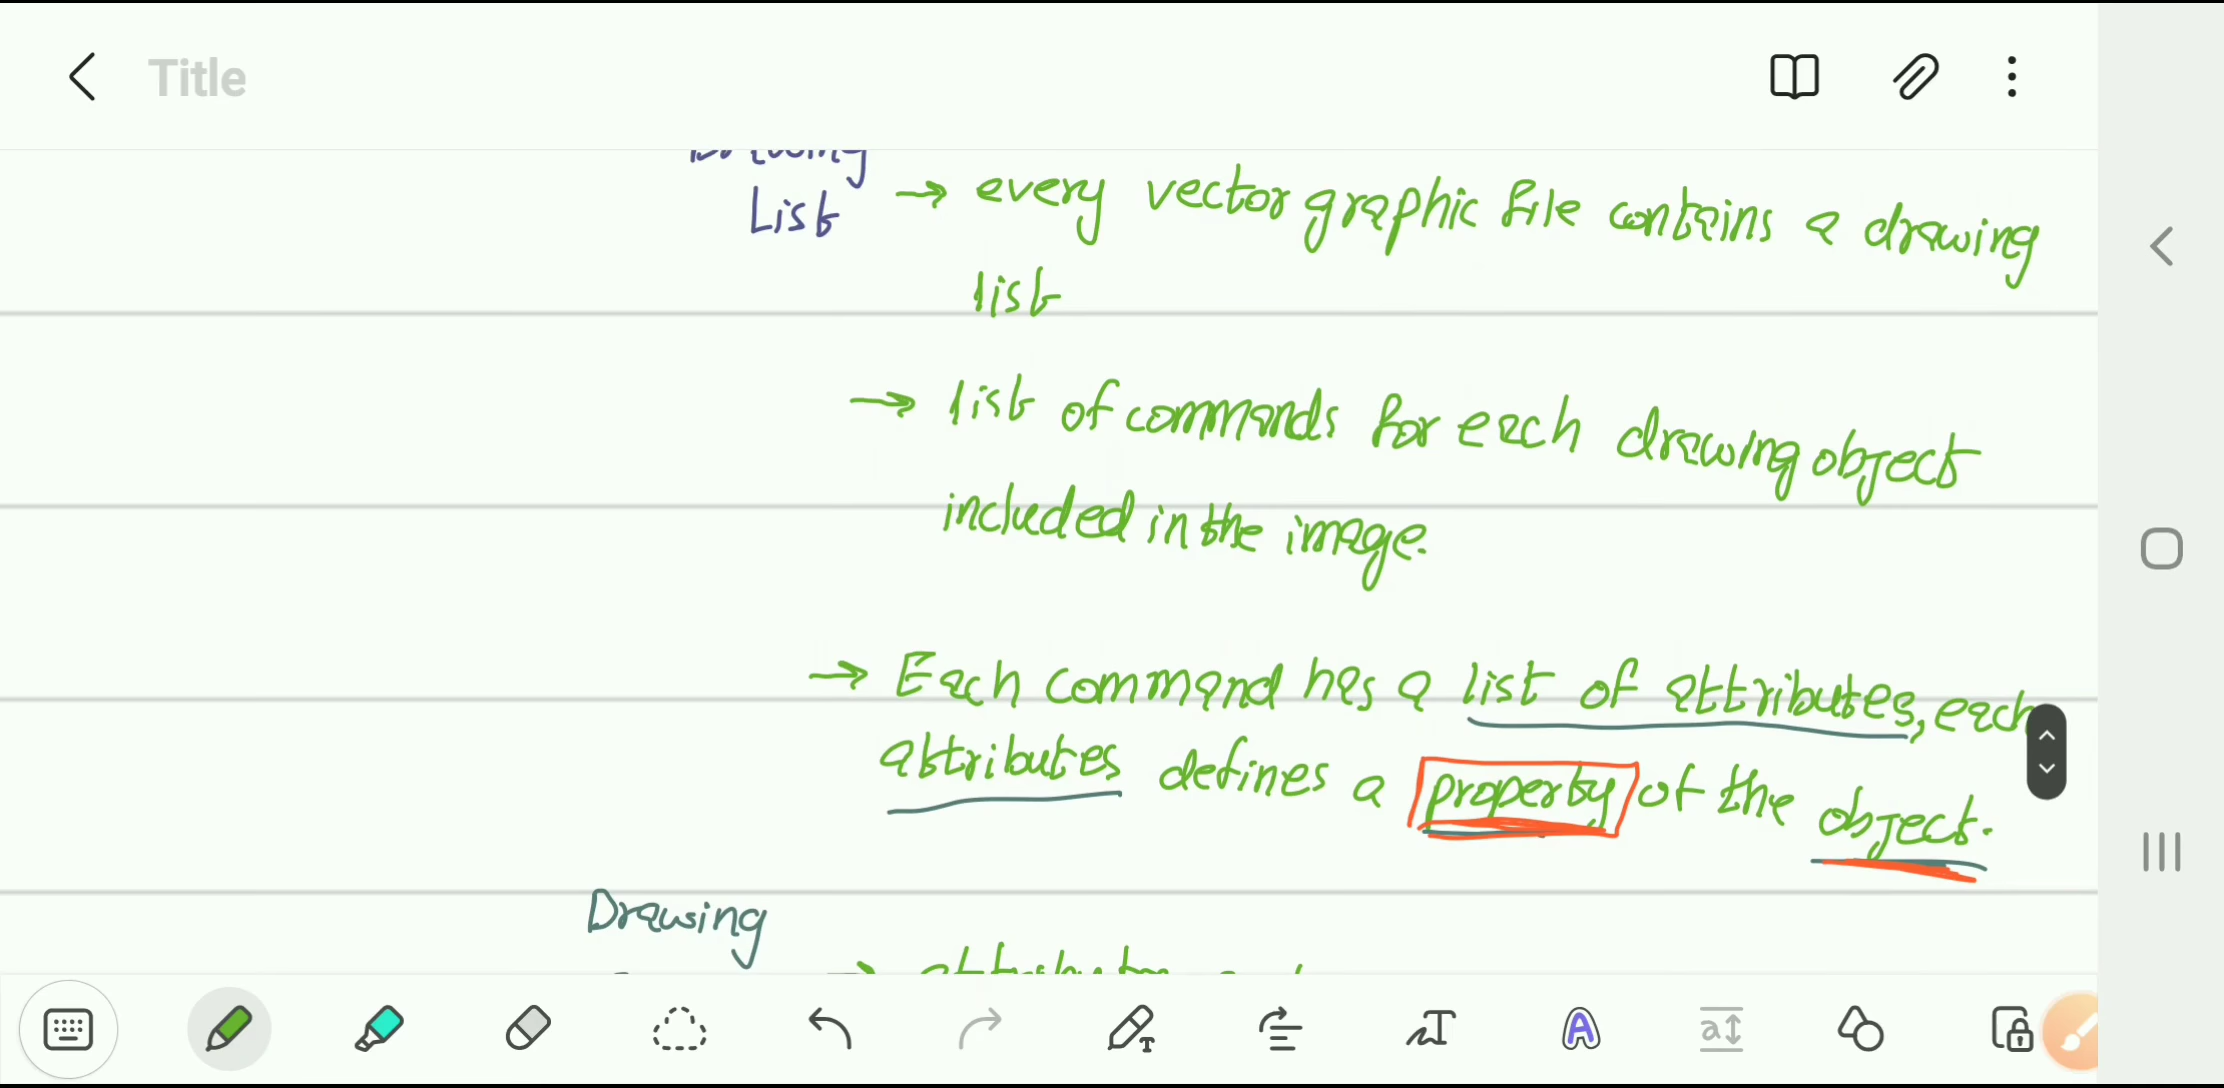 Title
Drawing
List → every vector graphic file contains a drawing
list
→ list of commands for each drawing object
included in the image.
→ Each command has a list of attributes, each
attributes defines a property of the object.
Drawing